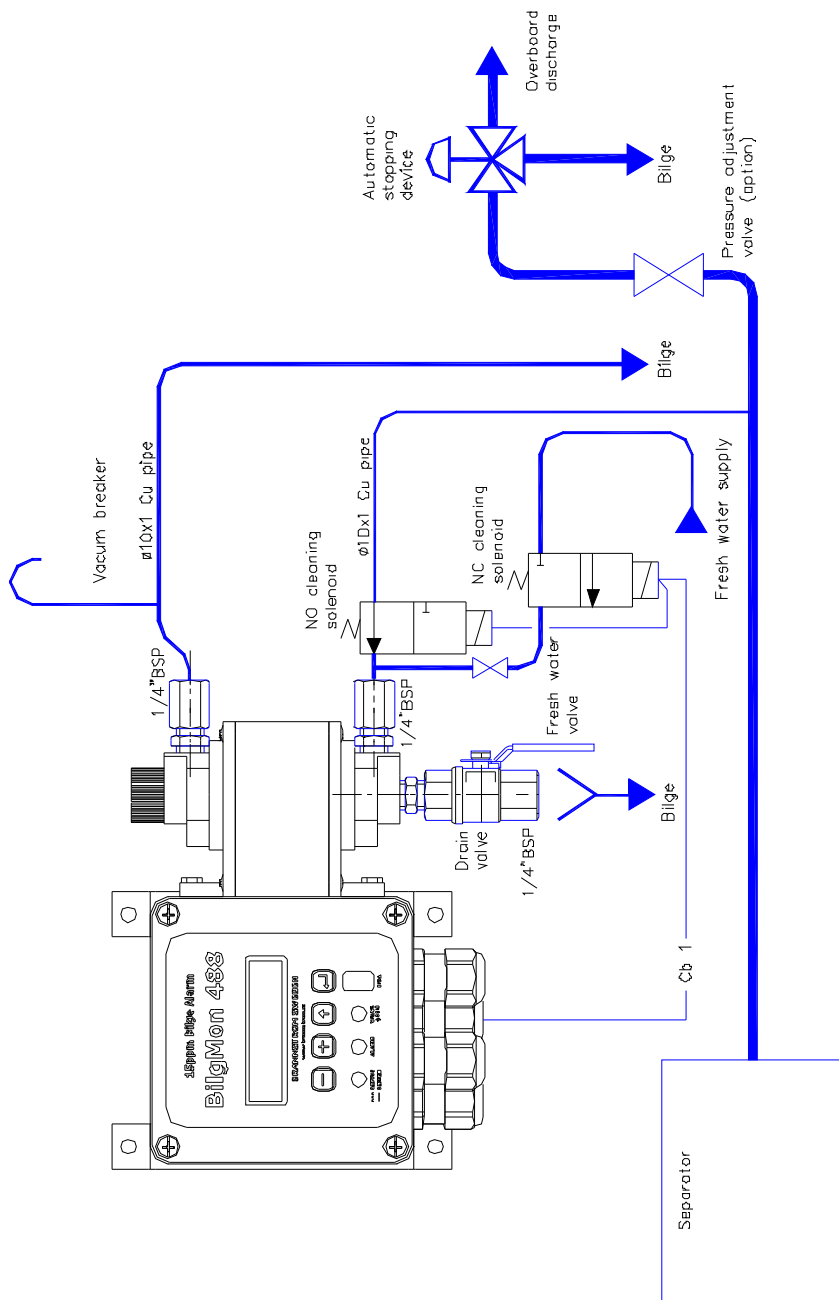 Overboard
discharge
Automatic
stopping
device
Bilge
Pressure adjustment
valve (option)
Vacum breaker
ø10x1 Cu pipe
Bilge
ø10x1 Cu pipe
NO cleaning
solenoid
NC cleaning
solenoid
Fresh water supply
1/4"BSP
1/4"BSP
Fresh water
valve
Drain
valve
1/4"BSP
Bilge
15ppm Bilge Alarm
BilgMon 488
ALARM
Cb 1
Separator